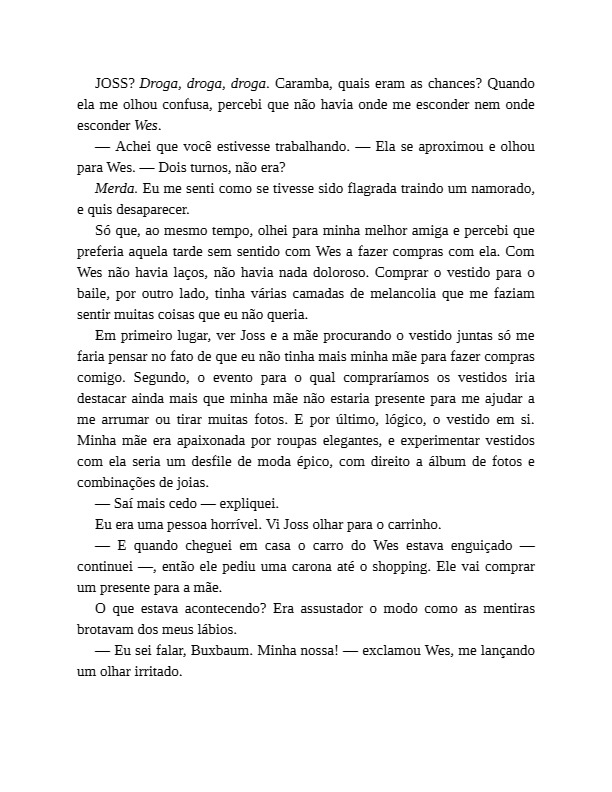 JOSS? Droga, droga, droga. Caramba, quais eram as chances? Quando
ela me olhou confusa, percebi que não havia onde me esconder nem onde
esconder Wes.
— Achei que você estivesse trabalhando. — Ela se aproximou e olhou
para Wes. — Dois turnos, não era?
Merda. Eu me senti como se tivesse sido flagrada traindo um namorado,
e quis desaparecer.
Só que, ao mesmo tempo, olhei para minha melhor amiga e percebi que
preferia aquela tarde sem sentido com Wes a fazer compras com ela. Com
Wes não havia laços, não havia nada doloroso. Comprar o vestido para o
baile, por outro lado, tinha várias camadas de melancolia que me faziam
sentir muitas coisas que eu não queria.
Em primeiro lugar, ver Joss e a mãe procurando o vestido juntas só me
faria pensar no fato de que eu não tinha mais minha mãe para fazer compras
comigo. Segundo, o evento para o qual compraríamos os vestidos iria
destacar ainda mais que minha mãe não estaria presente para me ajudar a
me arrumar ou tirar muitas fotos. E por último, lógico, o vestido em si.
Minha mãe era apaixonada por roupas elegantes, e experimentar vestidos
com ela seria um desfile de moda épico, com direito a álbum de fotos e
combinações de joias.
— Saí mais cedo — expliquei.
Eu era uma pessoa horrível. Vi Joss olhar para o carrinho.
— E quando cheguei em casa o carro do Wes estava enguiçado —
continuei —, então ele pediu uma carona até o shopping. Ele vai comprar
um presente para a mãe.
O que estava acontecendo? Era assustador o modo como as mentiras
brotavam dos meus lábios.
— Eu sei falar, Buxbaum. Minha nossa! — exclamou Wes, me lançando
um olhar irritado.